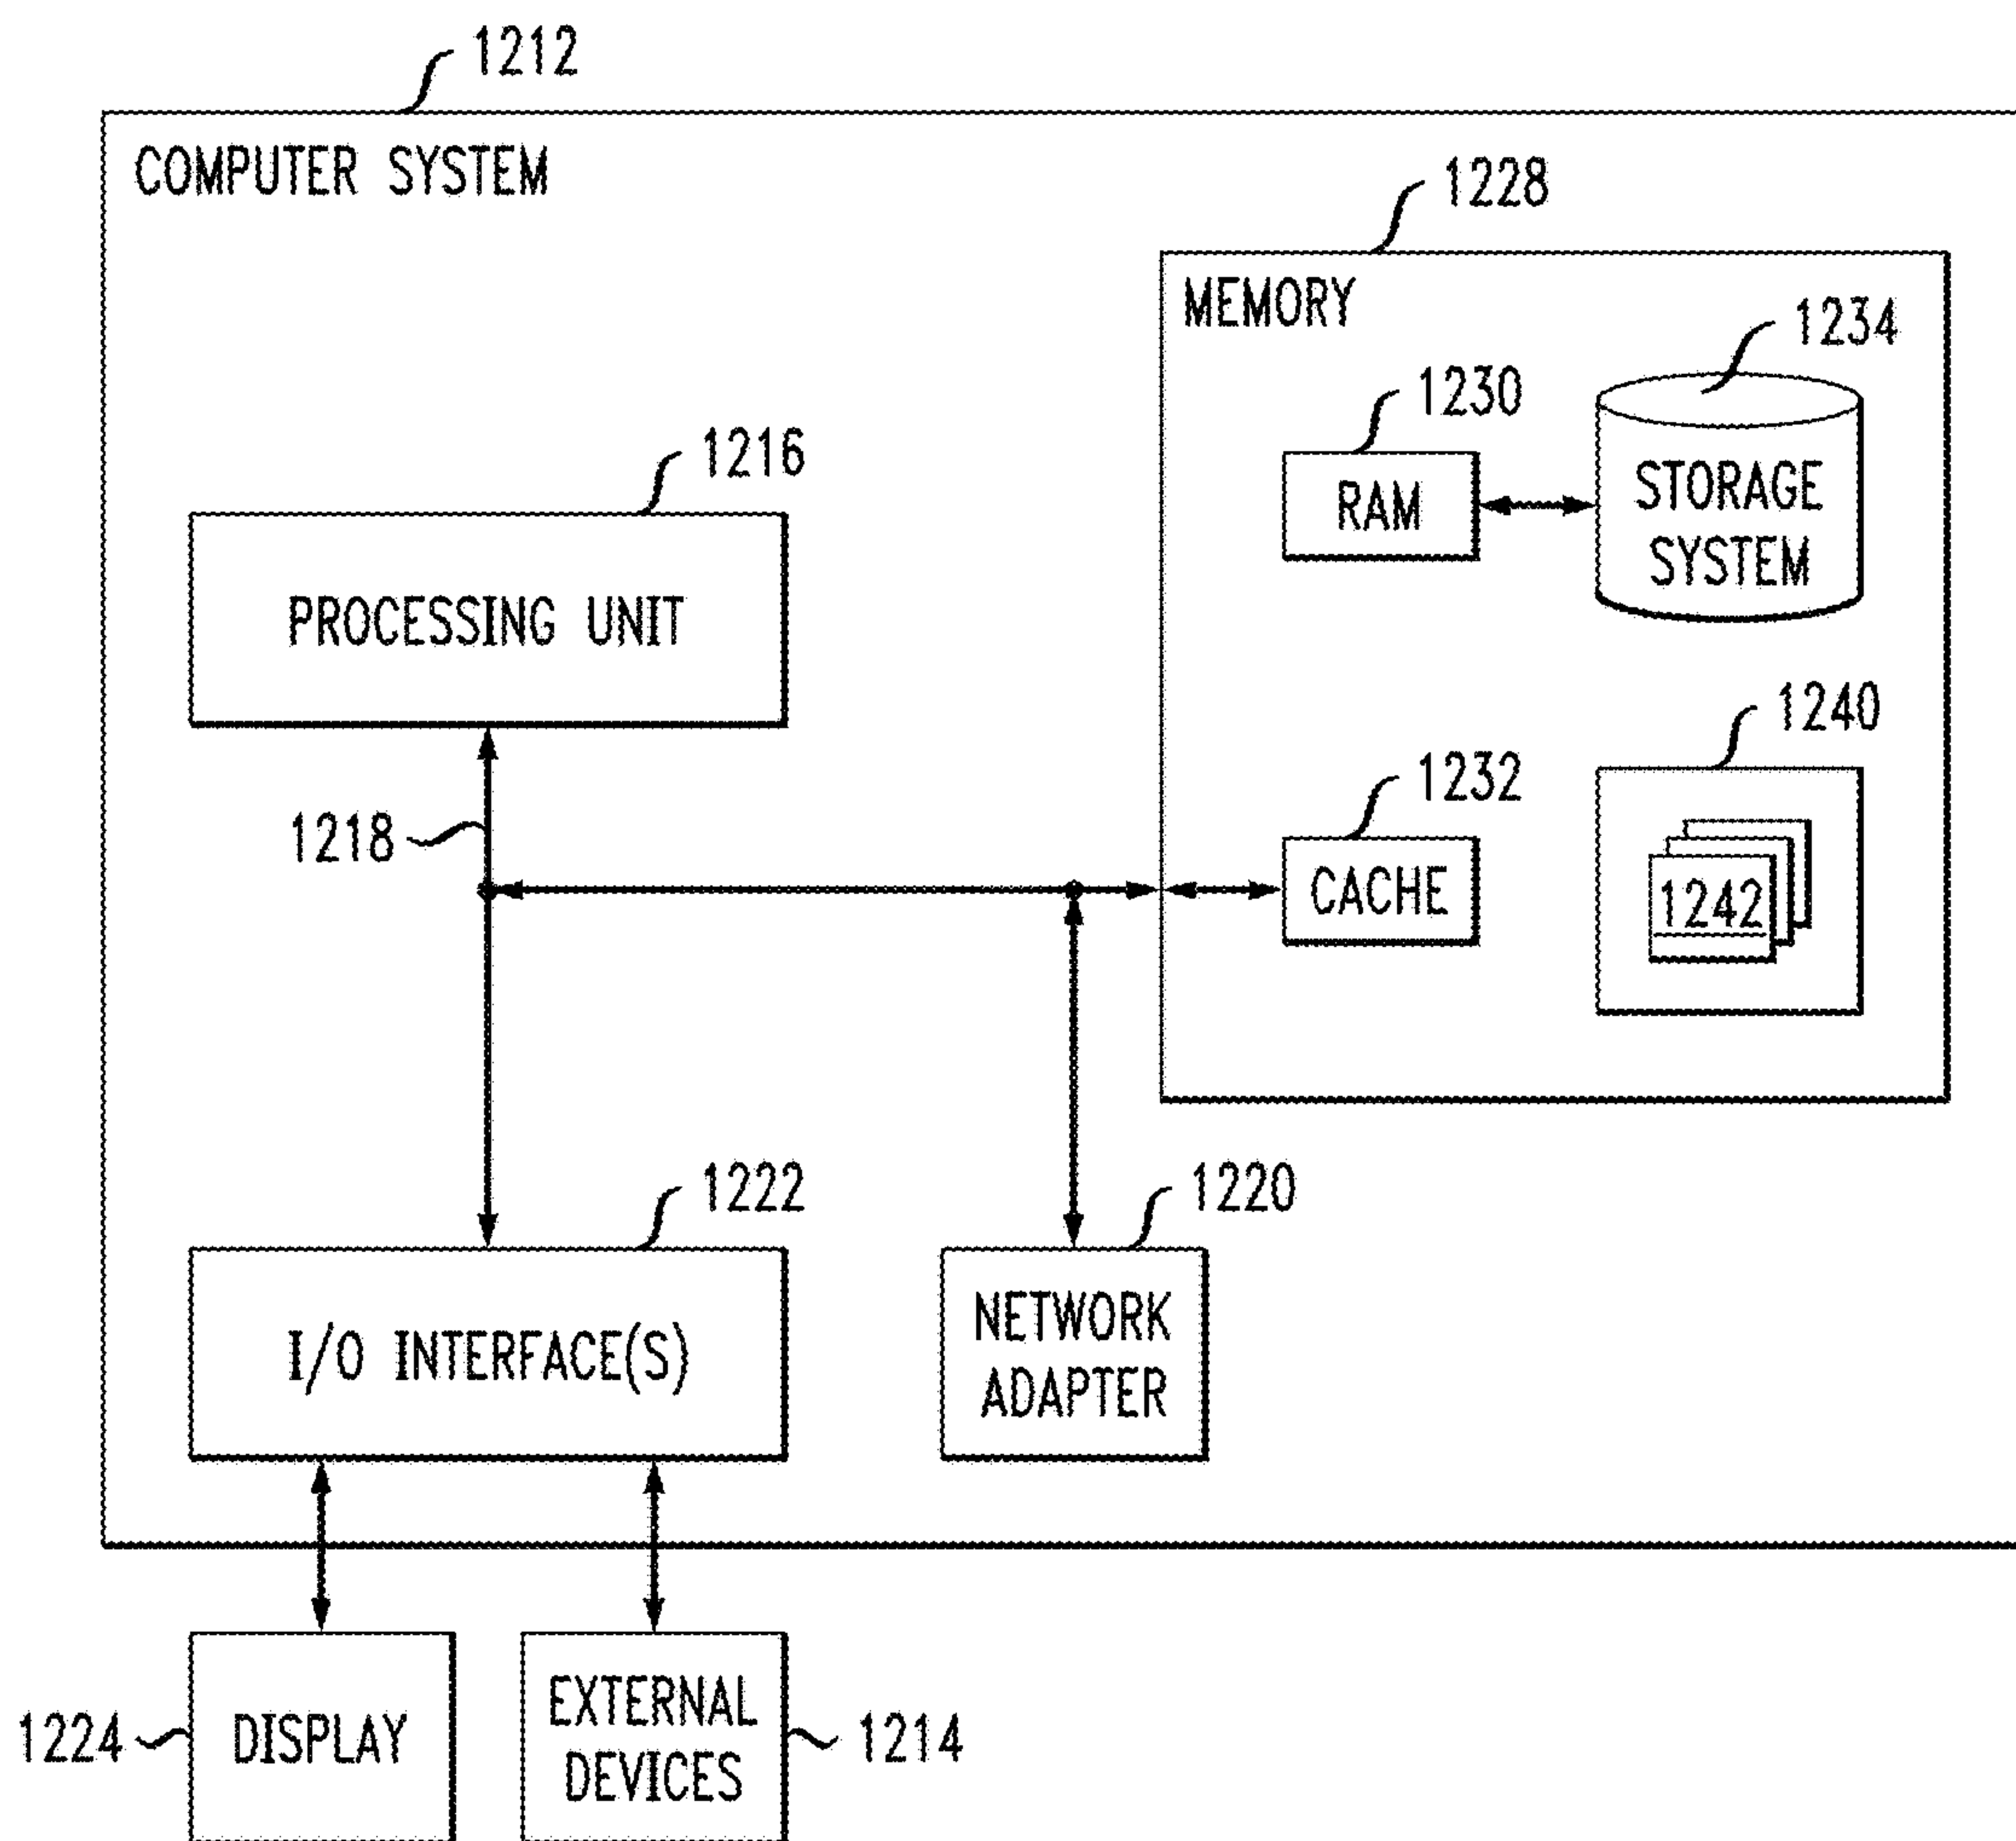 1212
COMPUTER SYSTEM
1228
MEMORY
1234
1230
RAM
STORAGE
SYSTEM
1216
PROCESSING UNIT
1240
1232
CACHE
1242
1218
1222
I/O INTERFACE(S)
1220
NETWORK
ADAPTER
1224
DISPLAY
EXTERNAL
DEVICES
1214